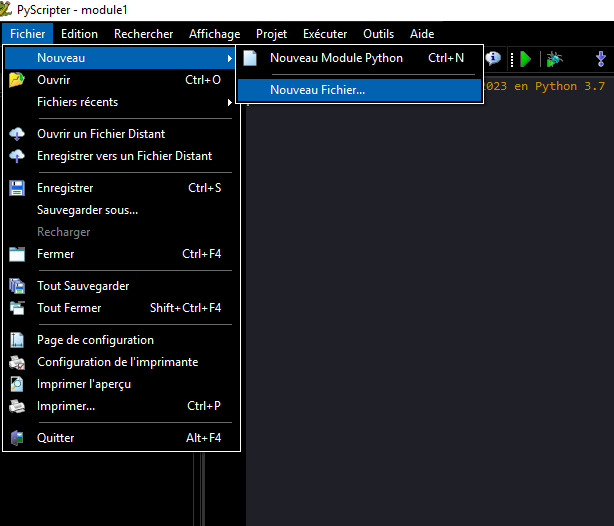 PyScripter - module1
Fichier Edition Rechercher Affichage Projet Exécuter Outils Aide
Nouveau
Nouveau Module Python Ctrl+N
Ouvrir Ctrl+O
Nouveau Fichier...
2023 en Python 3.7
Fichiers récents
Ouvrir un Fichier Distant
Enregistrer vers un Fichier Distant
Enregistrer Ctrl+S
Sauvegarder sous...
Recharger
Fermer Ctrl+F4
Tout Sauvegarder
Tout Fermer Shift+Ctrl+F4
Page de configuration
Configuration de l'imprimante
Imprimer l'aperçu
Imprimer... Ctrl+P
Quitter Alt+F4